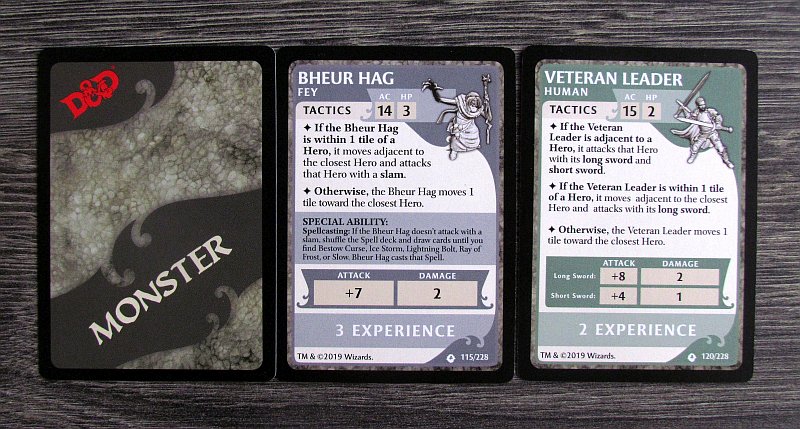 D&D
MONSTER
BHEUR HAG
FEY
AC HP
TACTICS 14 3
✦ If the Bheur Hag
is within 1 tile of a
Hero, it moves adjacent to
the closest Hero and attacks
that Hero with a slam.
✦ Otherwise, the Bheur Hag moves 1
tile toward the closest Hero.
SPECIAL ABILITY:
Spellcasting: If the Bheur Hag doesn't attack with a
slam, shuffle the Spell deck and draw cards until you
find Bestow Curse, Ice Storm, Lightning Bolt, Ray of
Frost, or Slow. Bheur Hag casts that Spell.
ATTACK DAMAGE
+7 2
3 EXPERIENCE
TM & ©2019 Wizards. 115/228
VETERAN LEADER
HUMAN
AC HP
TACTICS 15 2
✦ If the Veteran
Leader is adjacent to a
Hero, it attacks that Hero
with its long sword and
short sword.
✦ If the Veteran Leader is within 1 tile
of a Hero, it moves adjacent to the closest
Hero and attacks with its long sword.
✦ Otherwise, the Veteran Leader moves 1
tile toward the closest Hero.
ATTACK DAMAGE
Long Sword: +8 2
Short Sword: +4 1
2 EXPERIENCE
TM & ©2019 Wizards. 120/228